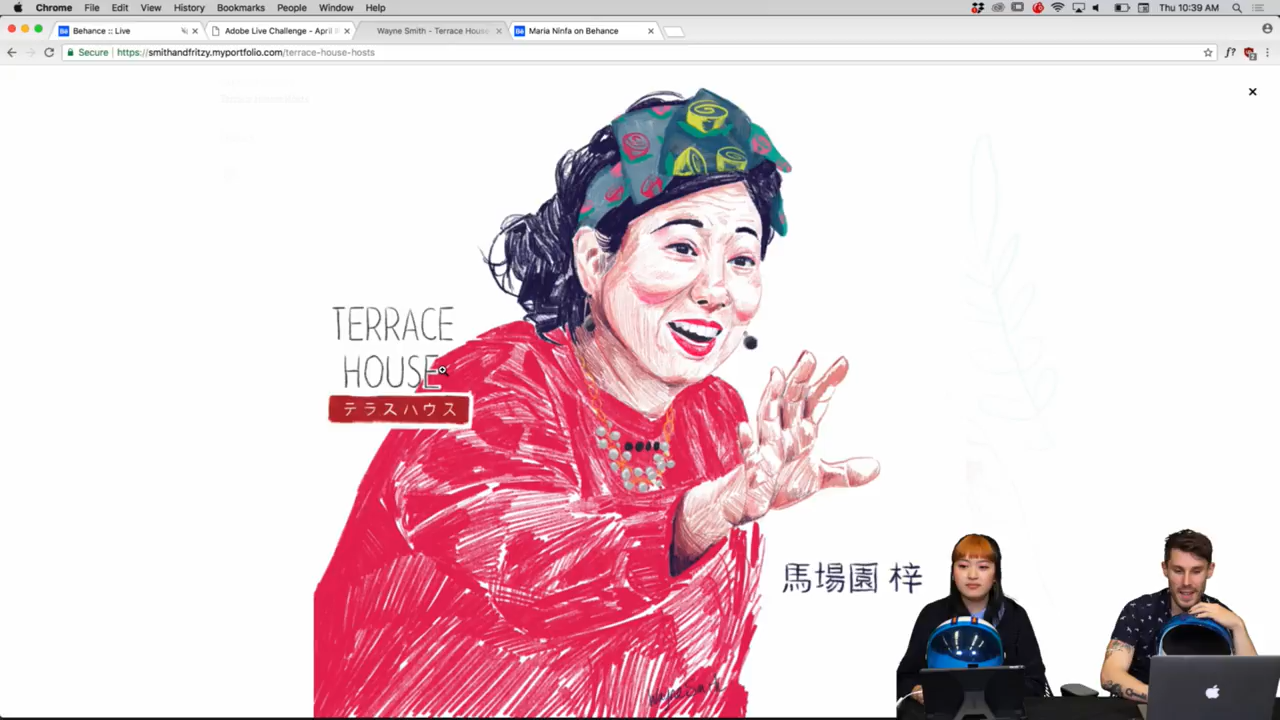 Chrome File Edit View History Bookmarks People Window Help
Thu 10:39 AM
Behance :: Live
Adobe Live Challenge - April
Wayne Smith - Terrace House
Maria Ninfa on Behance
Secure https://smithandfritzy.myportfolio.com/terrace-house-hosts
TERRACE
HOUSE
テラスハウス
馬場園 梓
Wayne Smith